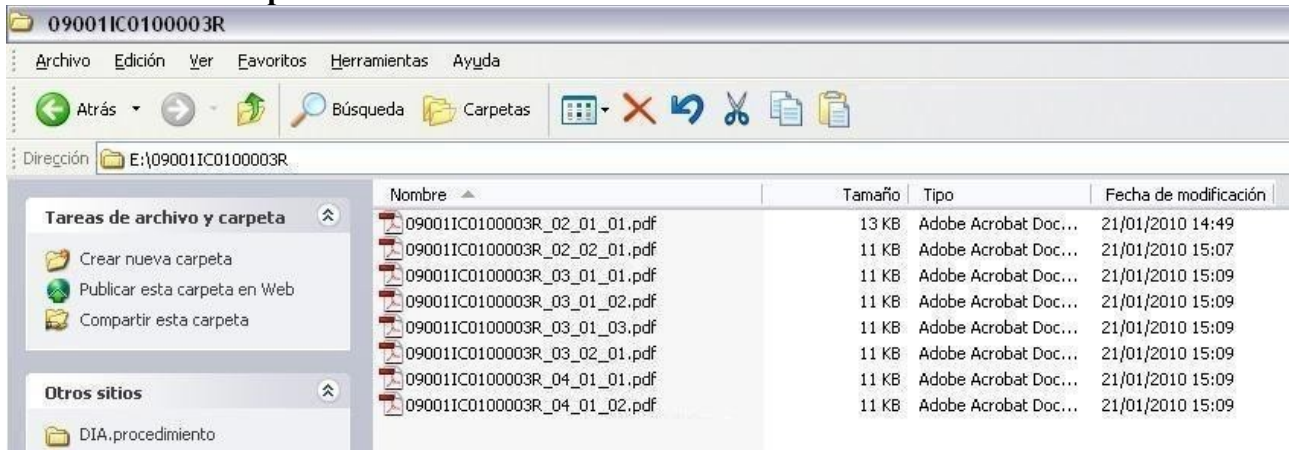 09001IC0100003R
Archivo Edición Ver Favoritos Herramientas Ayuda
Atrás Búsqueda Carpetas
Dirección E:\09001IC0100003R
Nombre Tamaño Tipo Fecha de modificación
Tareas de archivo y carpeta
Crear nueva carpeta
Publicar esta carpeta en Web
Compartir esta carpeta
Otros sitios
DIA.procedimiento
09001IC0100003R_02_01_01.pdf 13 KB Adobe Acrobat Doc... 21/01/2010 14:49
09001IC0100003R_02_02_01.pdf 11 KB Adobe Acrobat Doc... 21/01/2010 15:07
09001IC0100003R_03_01_01.pdf 11 KB Adobe Acrobat Doc... 21/01/2010 15:09
09001IC0100003R_03_01_02.pdf 11 KB Adobe Acrobat Doc... 21/01/2010 15:09
09001IC0100003R_03_01_03.pdf 11 KB Adobe Acrobat Doc... 21/01/2010 15:09
09001IC0100003R_03_02_01.pdf 11 KB Adobe Acrobat Doc... 21/01/2010 15:09
09001IC0100003R_04_01_01.pdf 11 KB Adobe Acrobat Doc... 21/01/2010 15:09
09001IC0100003R_04_01_02.pdf 11 KB Adobe Acrobat Doc... 21/01/2010 15:09